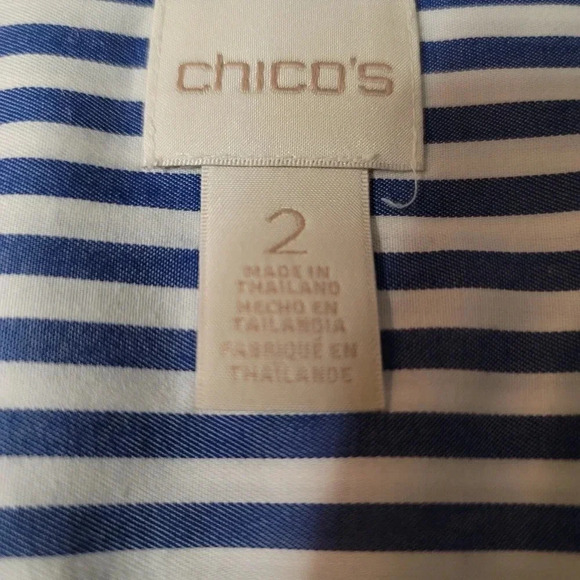 chico's
2
MADE IN
THAILAND
HECHO EN
TAILANDIA
FABRIQUÉ EN
THAÏLANDE